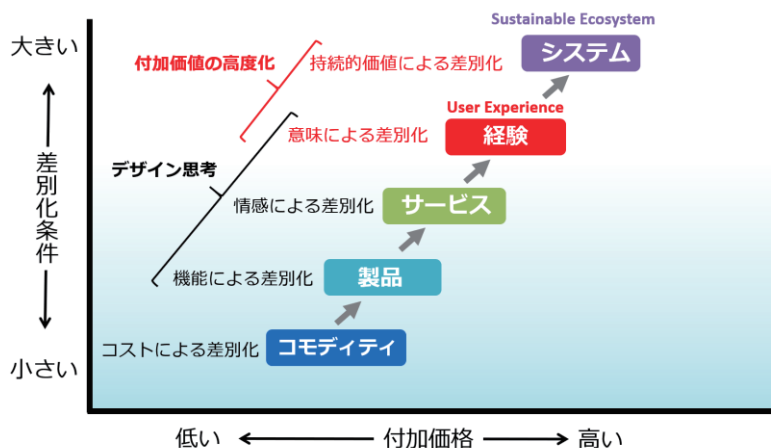 Sustainable Ecosystem
大きい
付加価値の高度化
持続的価値による差別化
システム
User Experience
意味による差別化
経験
デザイン思考
差別化条件
情感による差別化
サービス
機能による差別化
製品
コストによる差別化
コモディティ
小さい
低い
付加価格
高い